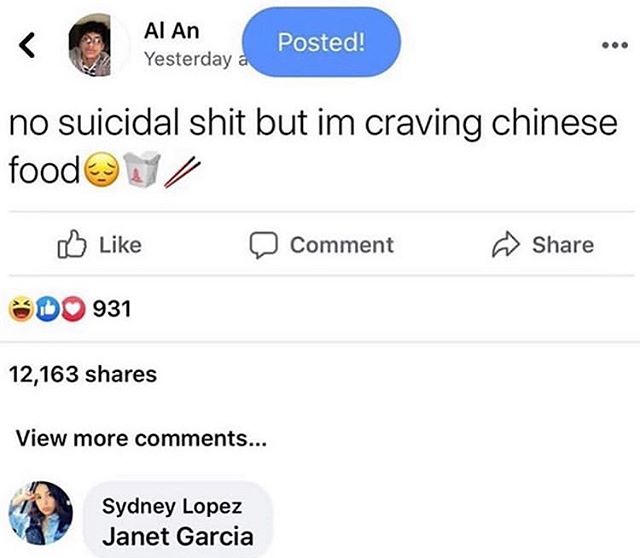 Al An
Posted!
Yesterday a
no suicidal shit but im craving chinese
food😔🥡🥢
Like
Comment
Share
931
12,163 shares
View more comments...
Sydney Lopez
Janet Garcia